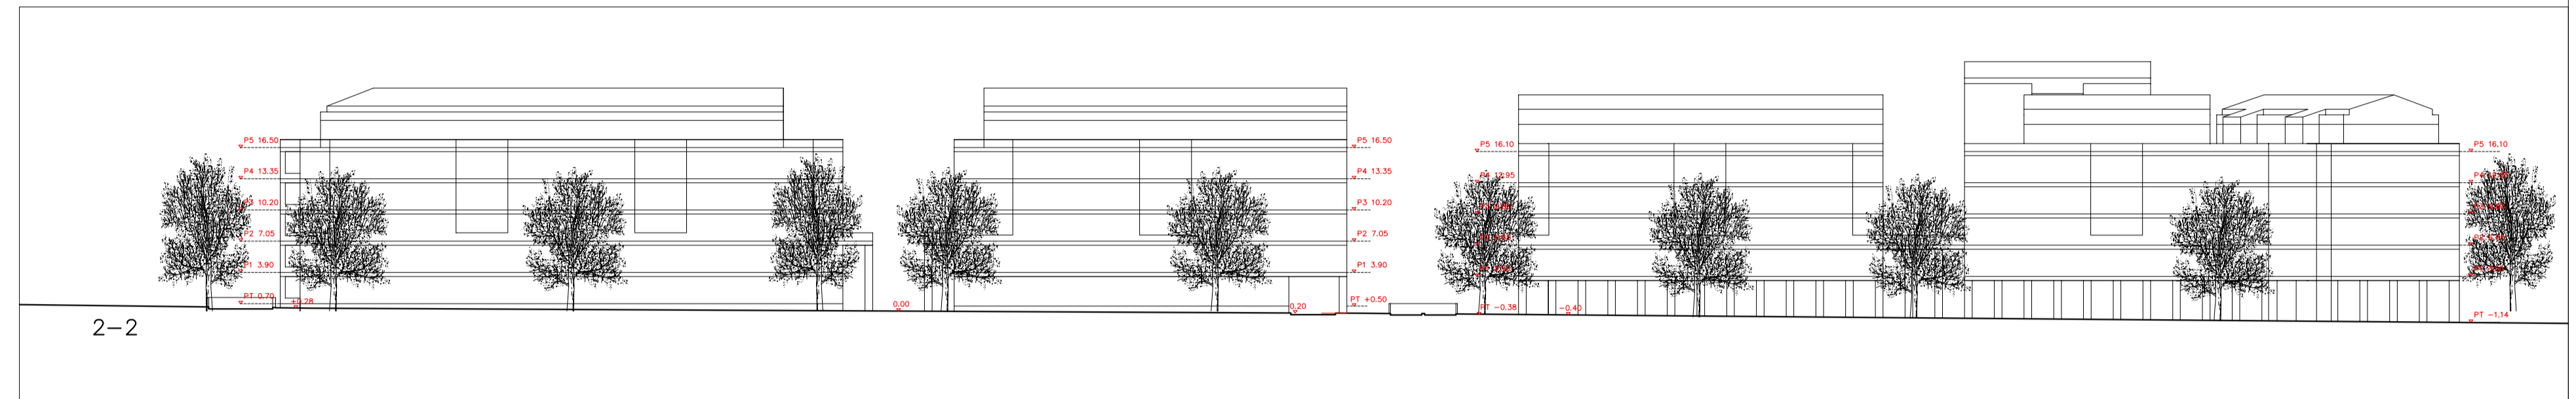 P5 16.50
P4 13.35
P3 10.20
P2 7.05
P1 3.90
PT 0.70
+0.28
0.00
0.20
P5 16.50
P4 13.35
P3 10.20
P2 7.05
P1 3.90
PT +0.50
P5 16.10
PT -0.38
-0.40
P5 16.10
PT -1.14
2-2